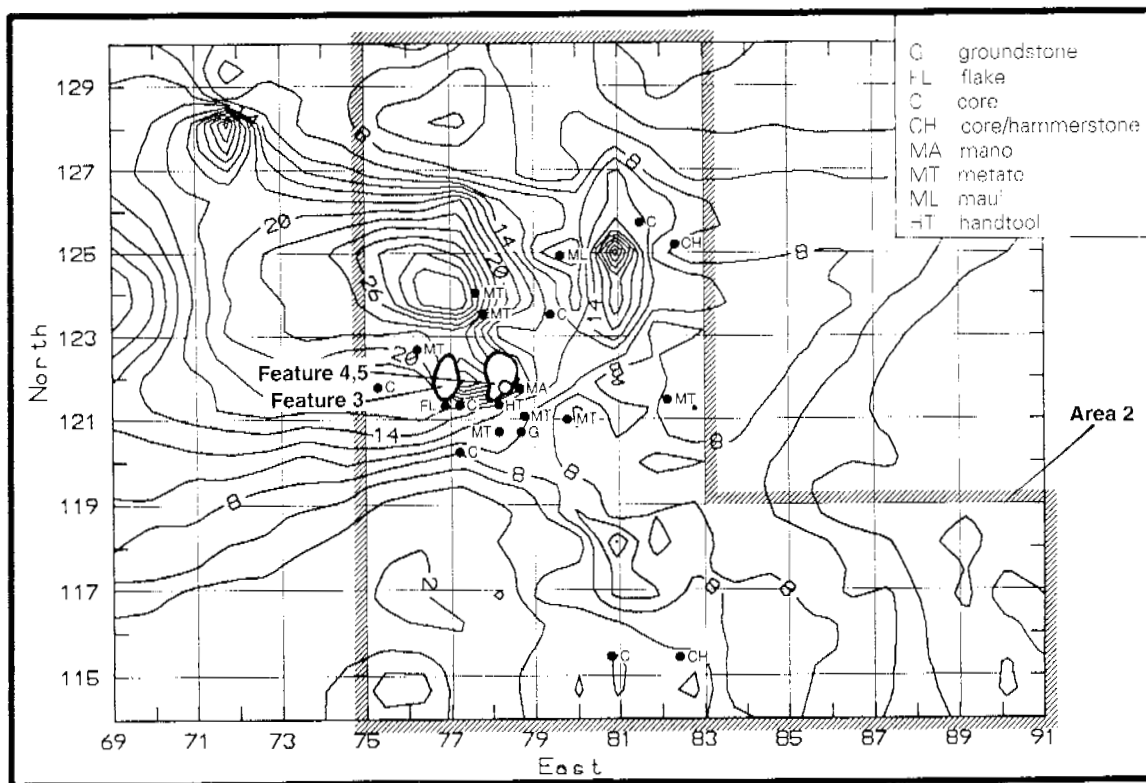 G groundstone
FL flake
C core
CH core/hammerstone
MA mano
MT metate
ML maul
HT handtool
129
127
125
123
121
119
117
115
North
69 71 73 75 77 79 81 83 85 87 89 91
East
Feature 4,5
Feature 3
Area 2
8
8
20
14
20
26
14
8
20
8
14
8
8
8
8
8
2
8
8
8
C
CH
ML
MT
MT
C
MT
C
MA
FL
C
HT
MT
MT
MT
MT
G
C
C
CH